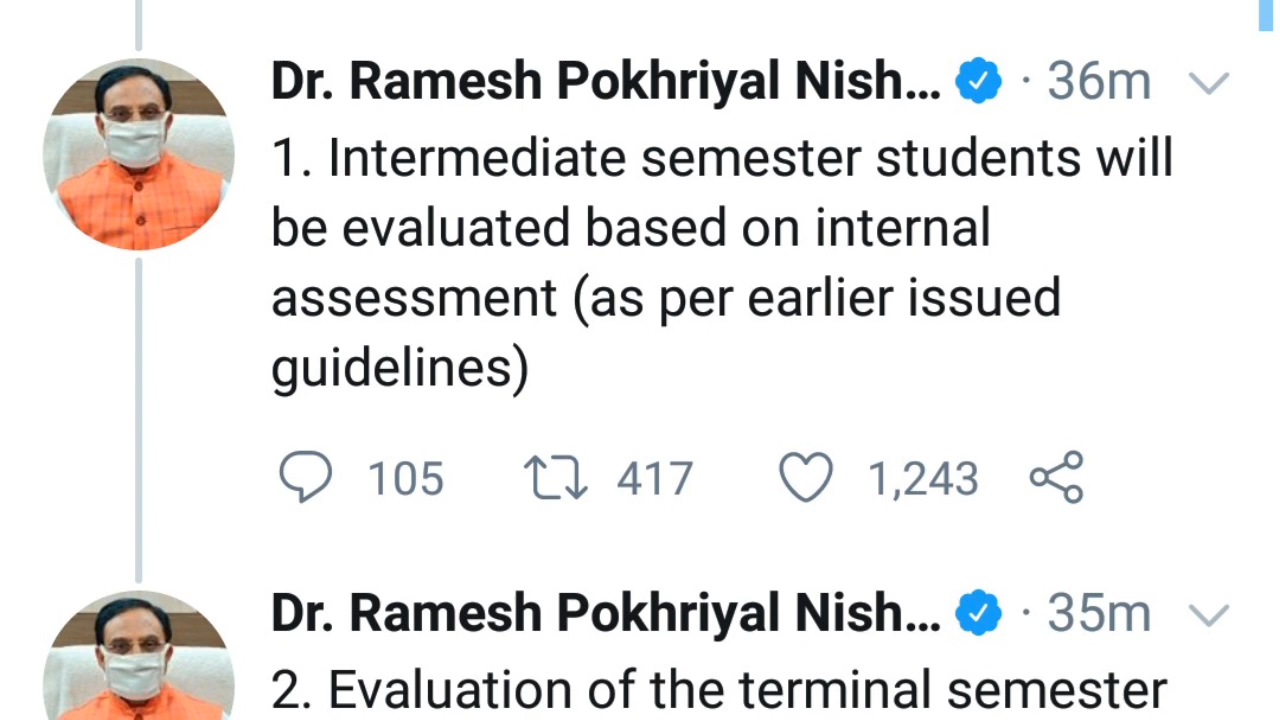 Dr. Ramesh Pokhriyal Nish... · 36m
1. Intermediate semester students will
be evaluated based on internal
assessment (as per earlier issued
guidelines)
105 417 1,243
Dr. Ramesh Pokhriyal Nish... · 35m
2. Evaluation of the terminal semester